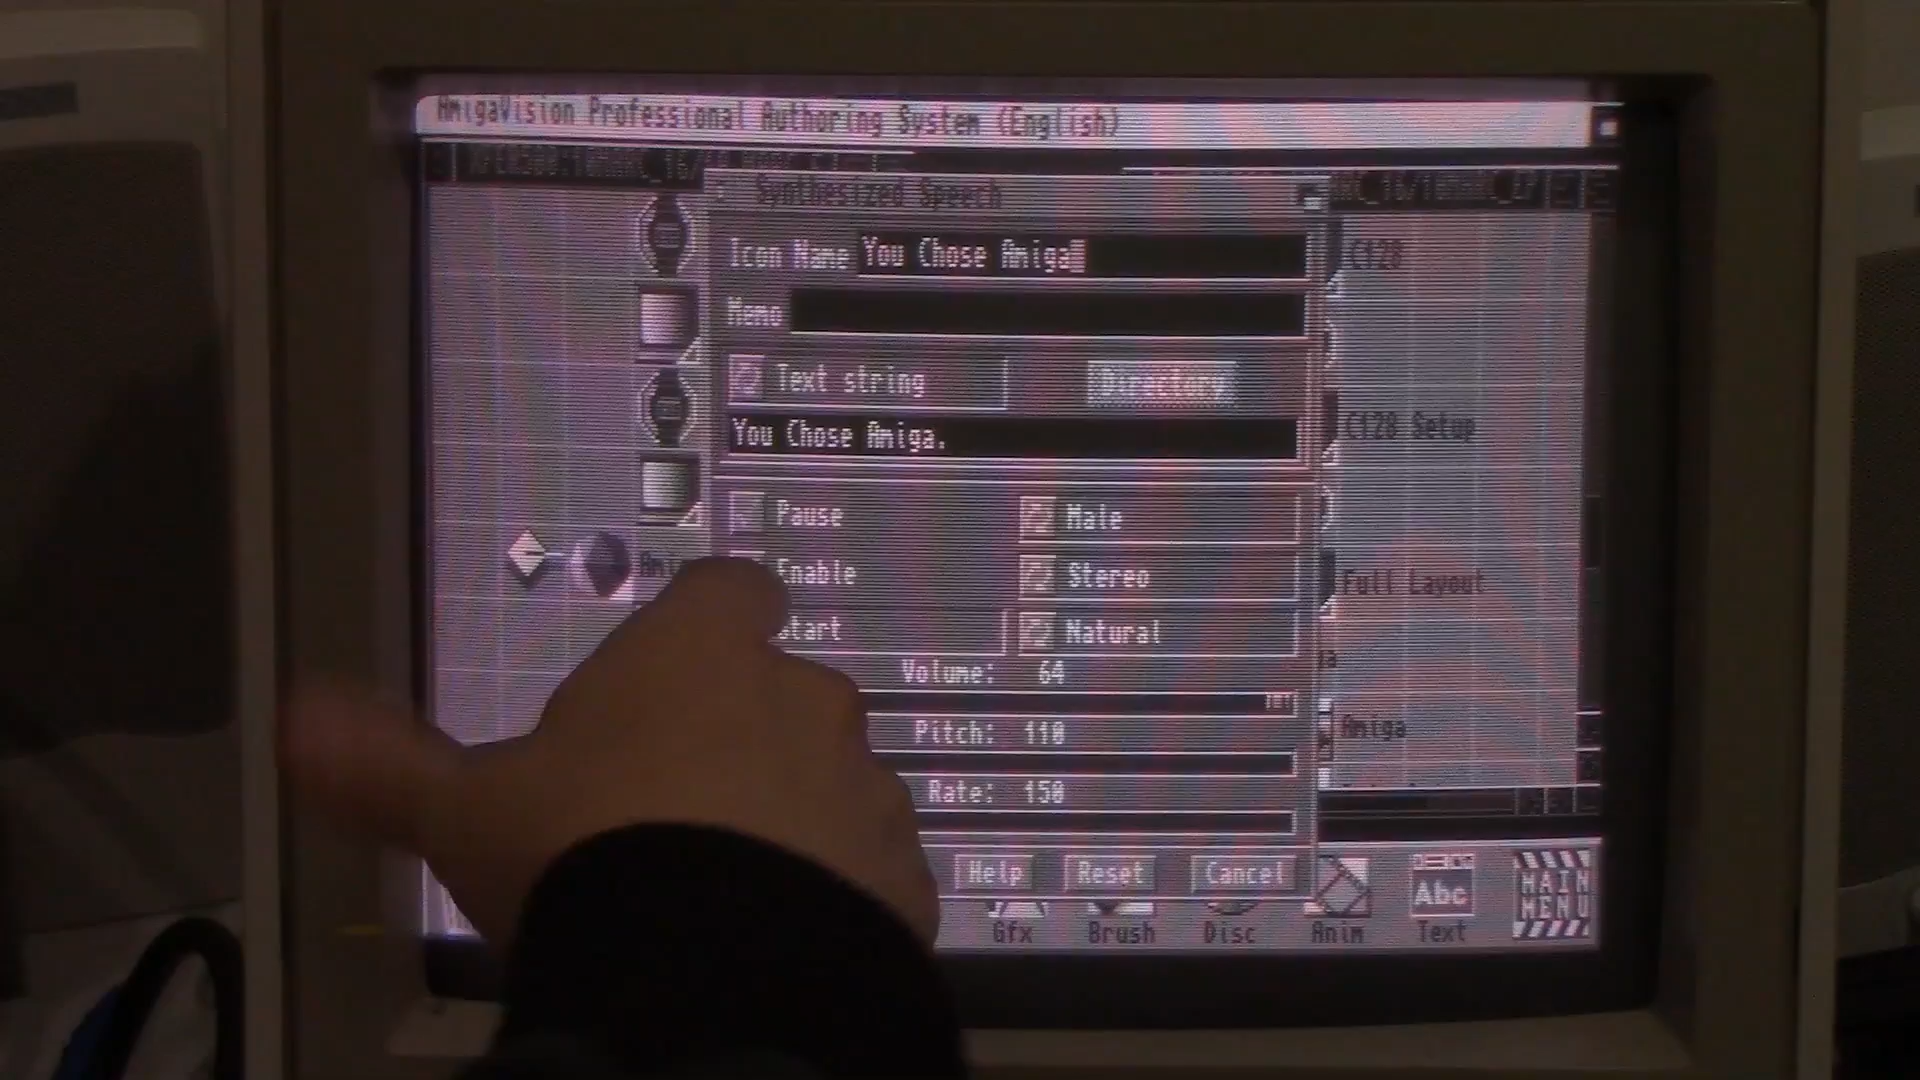 AmigaVision Professional Authoring System (English)
Synthesized Speech
Icon Name You Chose Amiga
C128
Memo
Text string Directory
C128 Setup
You Chose Amiga.
Pause Male
Enable Stereo
Full Layout
Start Natural
Volume: 64
Pitch: 110
Amiga
Rate: 150
Help Reset Cancel
Abc
MAIN
MENU
Gfx Brush Disc Anim Text